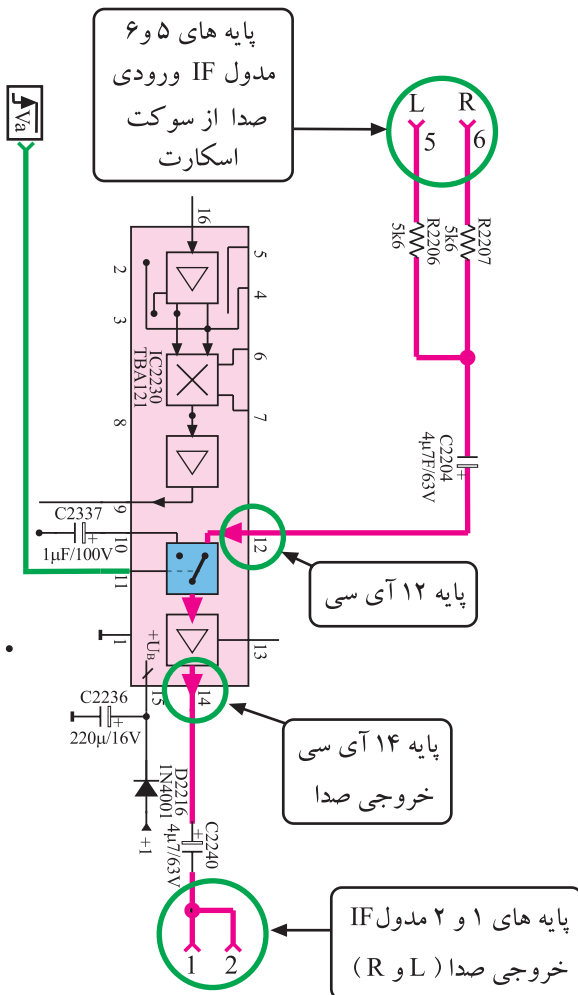 پایه های ۵ و ۶
مدول IF ورودی
صدا از سوکت
اسکارت
L R
5 6
Va
R2206
5k6
R2207
5k6
16
5
2
4
3
IC2230
TBA121
6
7
8
C2204
4µ7F/63V
+
9
C2337
+
1µF/100V
10
12
11
پایه ۱۲ آی سی
1
13
+U_B
15
14
C2236
+
220µ/16V
پایه ۱۴ آی سی
خروجی صدا
D2216
1N4001
+1
C2240
4µ7/63V
+
پایه های ۱ و ۲ مدول IF
خروجی صدا ( L و R )
1 2